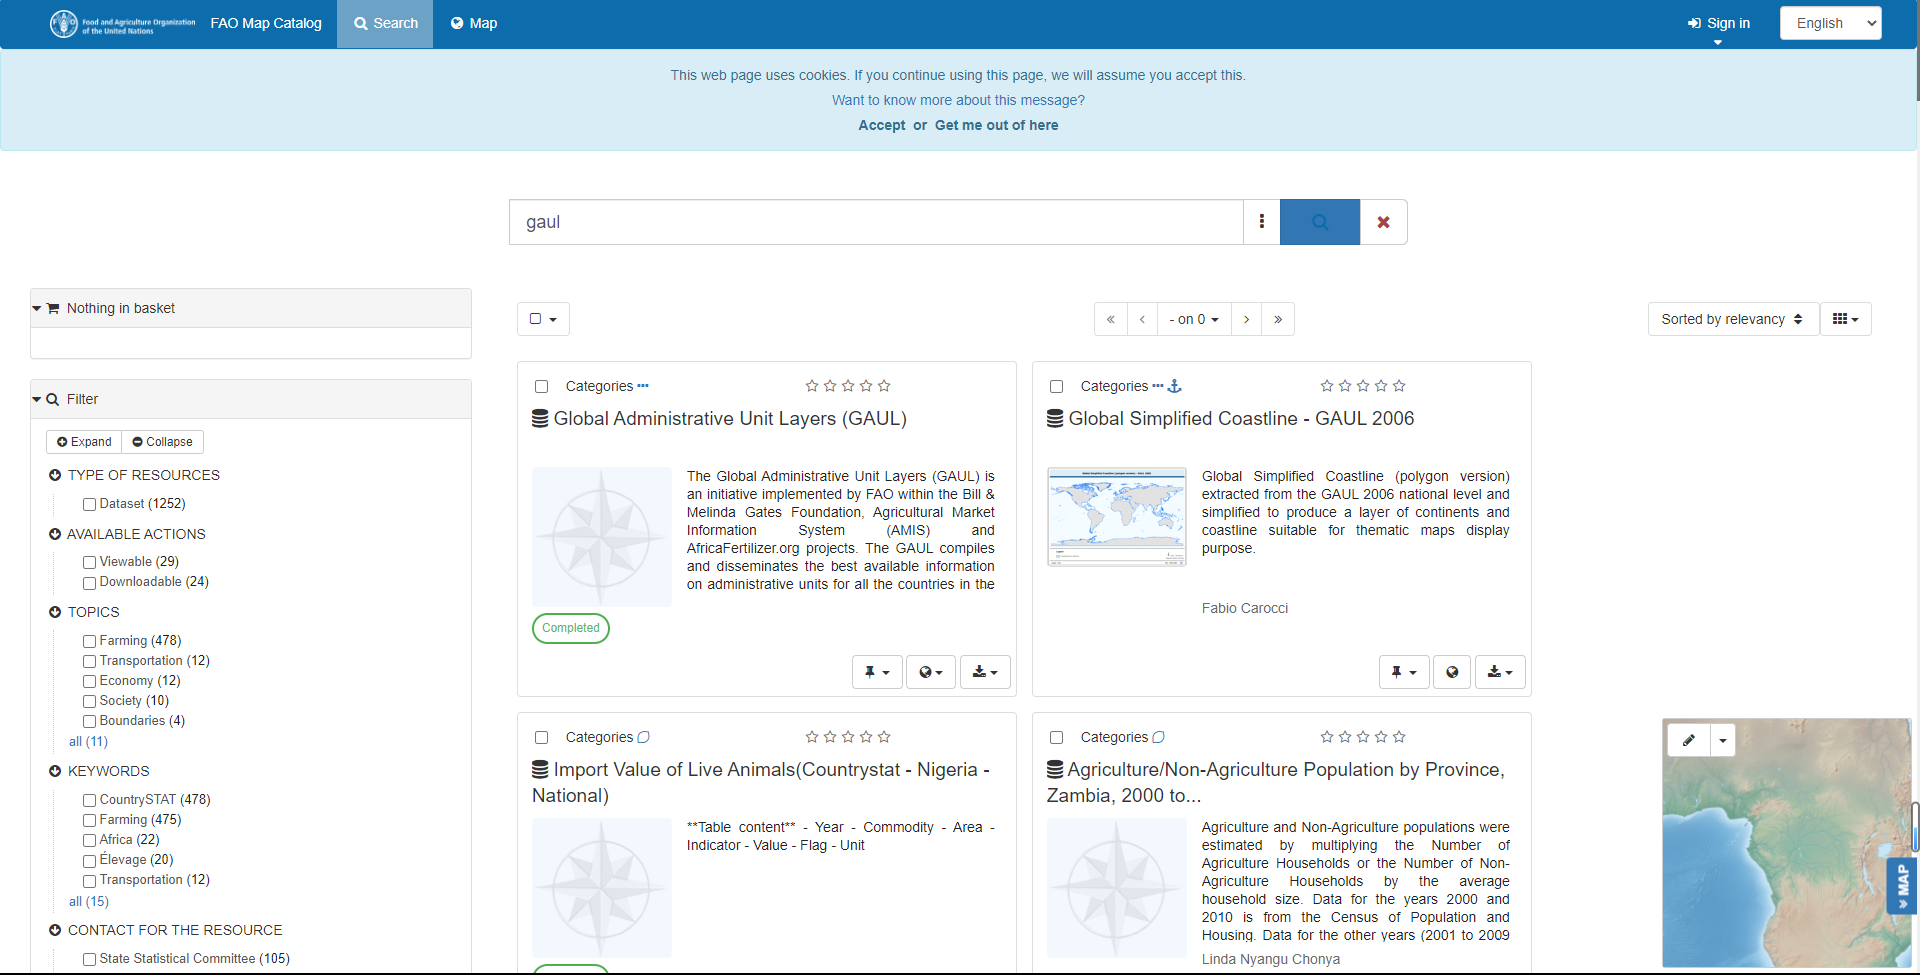 Food and Agriculture Organization
of the United Nations
FAO Map Catalog
Search
Map
Sign in
English
This web page uses cookies. If you continue using this page, we will assume you accept this.
Want to know more about this message?
Accept or Get me out of here
gaul
Nothing in basket
- on 0
Sorted by relevancy
Filter
Expand
Collapse
TYPE OF RESOURCES
Dataset (1252)
AVAILABLE ACTIONS
Viewable (29)
Downloadable (24)
TOPICS
Farming (478)
Transportation (12)
Economy (12)
Society (10)
Boundaries (4)
all (11)
KEYWORDS
CountrySTAT (478)
Farming (475)
Africa (22)
Élevage (20)
Transportation (12)
all (15)
CONTACT FOR THE RESOURCE
State Statistical Committee (105)
Categories
Global Administrative Unit Layers (GAUL)
The Global Administrative Unit Layers (GAUL) is
an initiative implemented by FAO within the Bill &
Melinda Gates Foundation, Agricultural Market
Information System (AMIS) and
AfricaFertilizer.org projects. The GAUL compiles
and disseminates the best available information
on administrative units for all the countries in the
Completed
Categories
Global Simplified Coastline - GAUL 2006
Global Simplified Coastline (polygon version)
extracted from the GAUL 2006 national level and
simplified to produce a layer of continents and
coastline suitable for thematic maps display
purpose.
Fabio Carocci
Categories
Import Value of Live Animals(Countrystat - Nigeria -
National)
**Table content** - Year - Commodity - Area -
Indicator - Value - Flag - Unit
Categories
Agriculture/Non-Agriculture Population by Province,
Zambia, 2000 to...
Agriculture and Non-Agriculture populations were
estimated by multiplying the Number of
Agriculture Households or the Number of Non-
Agriculture Households by the average
household size. Data for the years 2000 and
2010 is from the Census of Population and
Housing. Data for the other years (2001 to 2009
Linda Nyangu Chonya
MAP